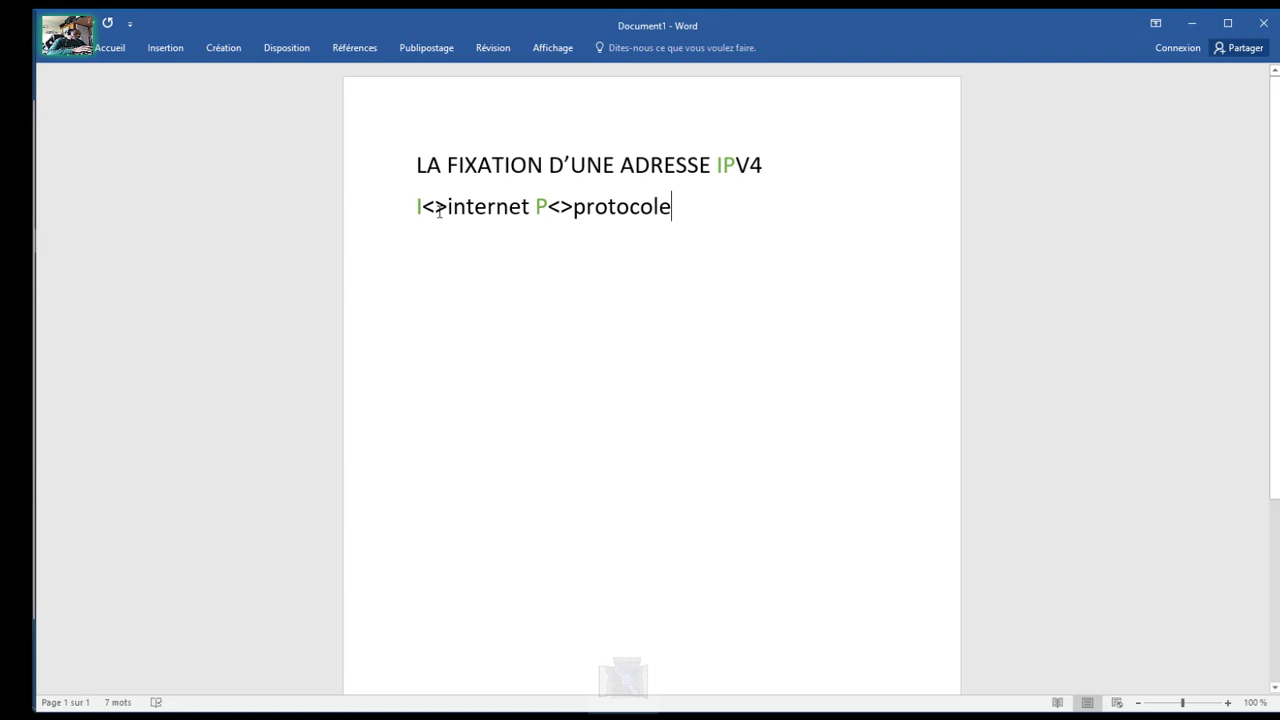 Document1 - Word
Accueil Insertion Création Disposition Références Publipostage Révision Affichage Dites-nous ce que vous voulez faire. Connexion Partager
LA FIXATION D’UNE ADRESSE IPV4
I<>internet P<>protocole
Page 1 sur 1 7 mots 100 %